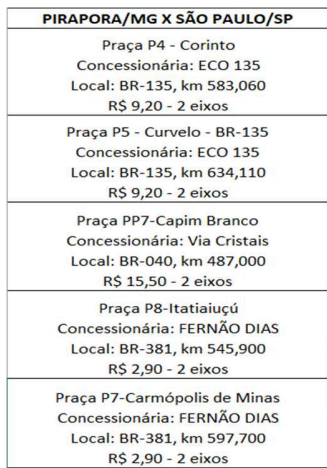 PIRAPORA/MG X SÃO PAULO/SP
Praça P4 - Corinto
Concessionária: ECO 135
Local: BR-135, km 583,060
R$ 9,20 - 2 eixos
Praça P5 - Curvelo - BR-135
Concessionária: ECO 135
Local: BR-135, km 634,110
R$ 9,20 - 2 eixos
Praça PP7-Capim Branco
Concessionária: Via Cristais
Local: BR-040, km 487,000
R$ 15,50 - 2 eixos
Praça P8-Itatiaiuçú
Concessionária: FERNÃO DIAS
Local: BR-381, km 545,900
R$ 2,90 - 2 eixos
Praça P7-Carmópolis de Minas
Concessionária: FERNÃO DIAS
Local: BR-381, km 597,700
R$ 2,90 - 2 eixos